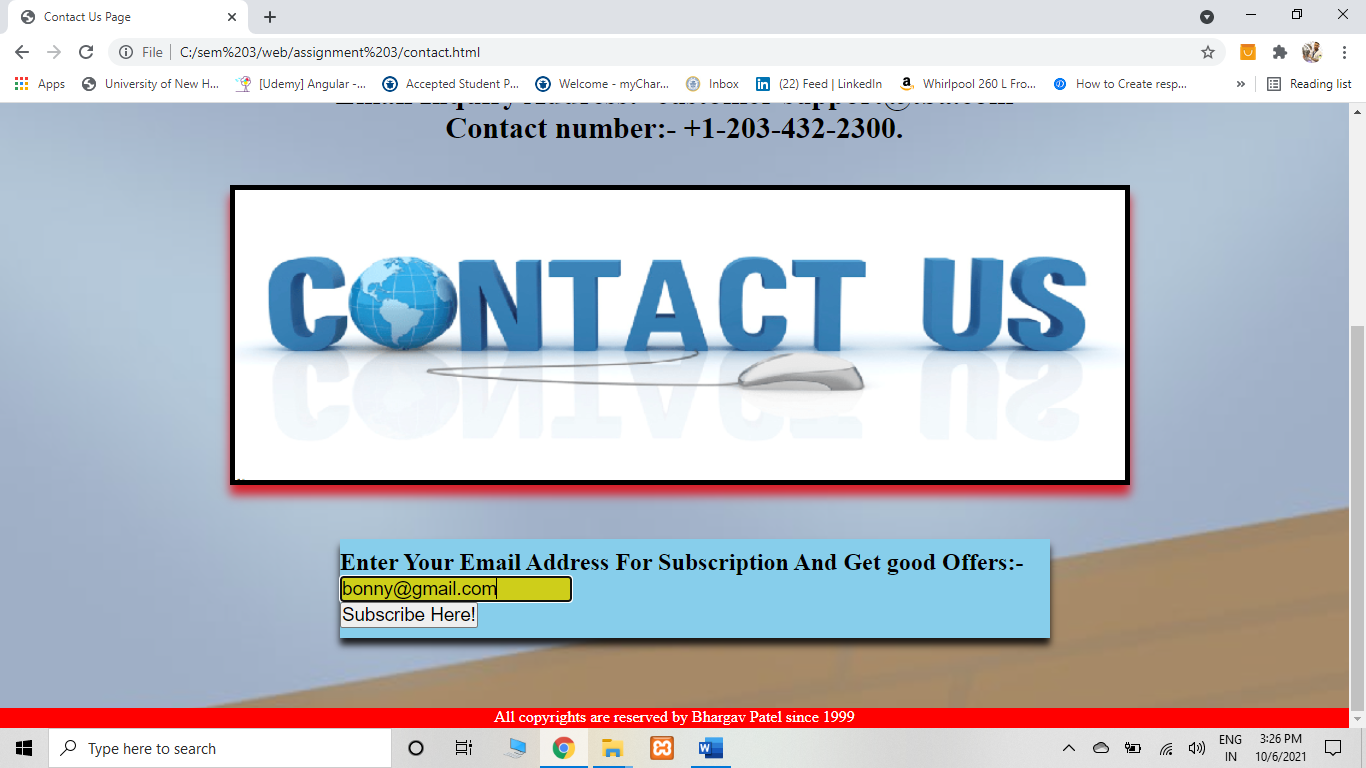 Contact Us Page
File
C:/sem%203/web/assignment%203/contact.html
Apps
University of New H...
[Udemy] Angular -...
Accepted Student P...
Welcome - myChar...
Inbox
(22) Feed | LinkedIn
Whirlpool 260 L Fro...
How to Create resp...
»
Reading list
Contact number:- +1-203-432-2300.
CONTACT US
Enter Your Email Address For Subscription And Get good Offers:-
bonny@gmail.com
Subscribe Here!
All copyrights are reserved by Bhargav Patel since 1999
Type here to search
ENG
IN
3:26 PM
10/6/2021